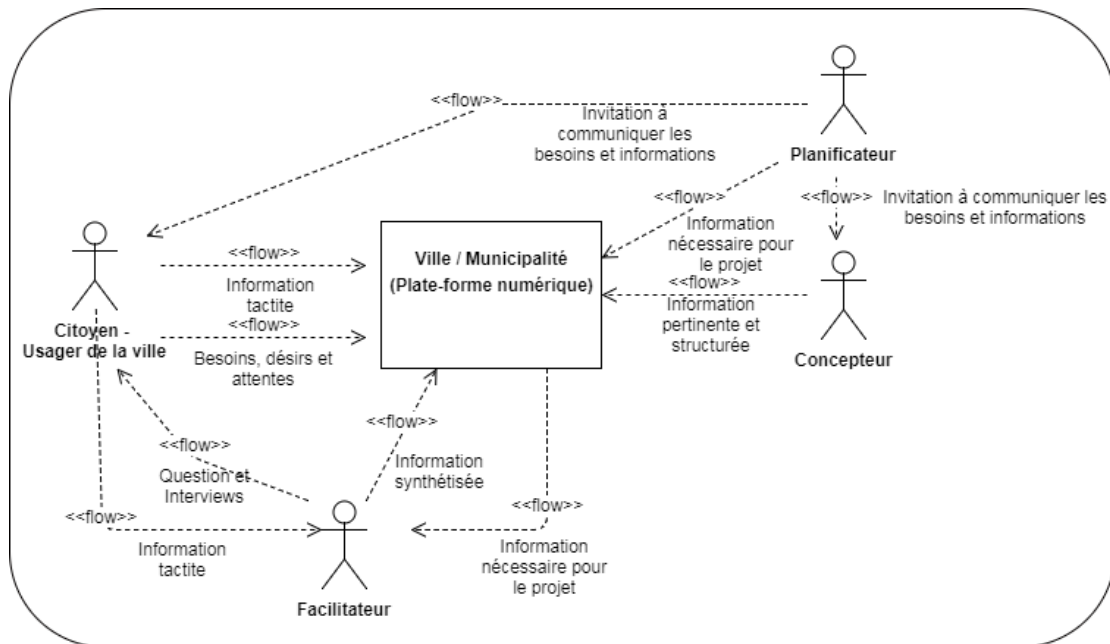 <<flow>>
Invitation à
communiquer les
besoins et informations
Planificateur
<<flow>>
Invitation à communiquer les
besoins et informations
<<flow>>
Information
nécessaire pour
le projet
Ville / Municipalité
(Plate-forme numérique)
<<flow>>
Information
tactite
<<flow>>
Information
pertinente et
structurée
Concepteur
Citoyen -
Usager de la ville
<<flow>>
Besoins, désirs et
attentes
<<flow>>
Question et
Interviews
<<flow>>
Information
synthétisée
<<flow>>
Information
tactite
<<flow>>
Information
nécessaire pour
le projet
Facilitateur